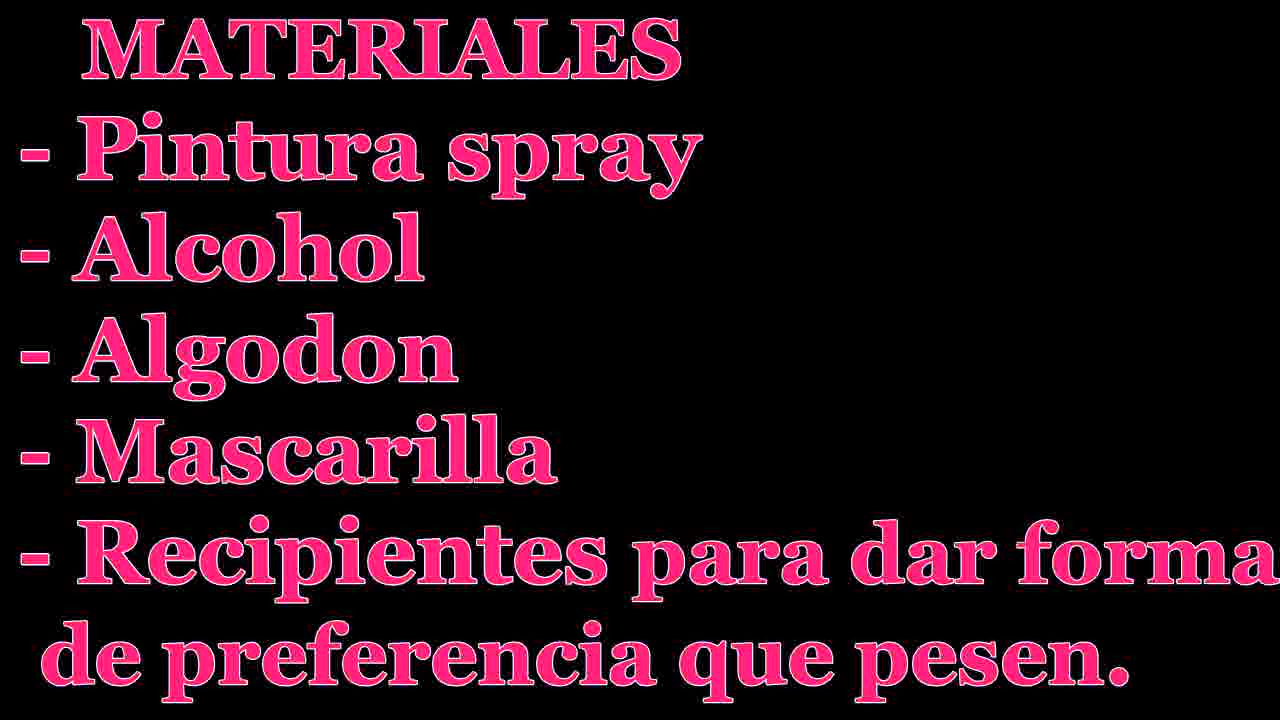 MATERIALES
- Pintura spray
- Alcohol
- Algodon
- Mascarilla
- Recipientes para dar forma
de preferencia que pesen.